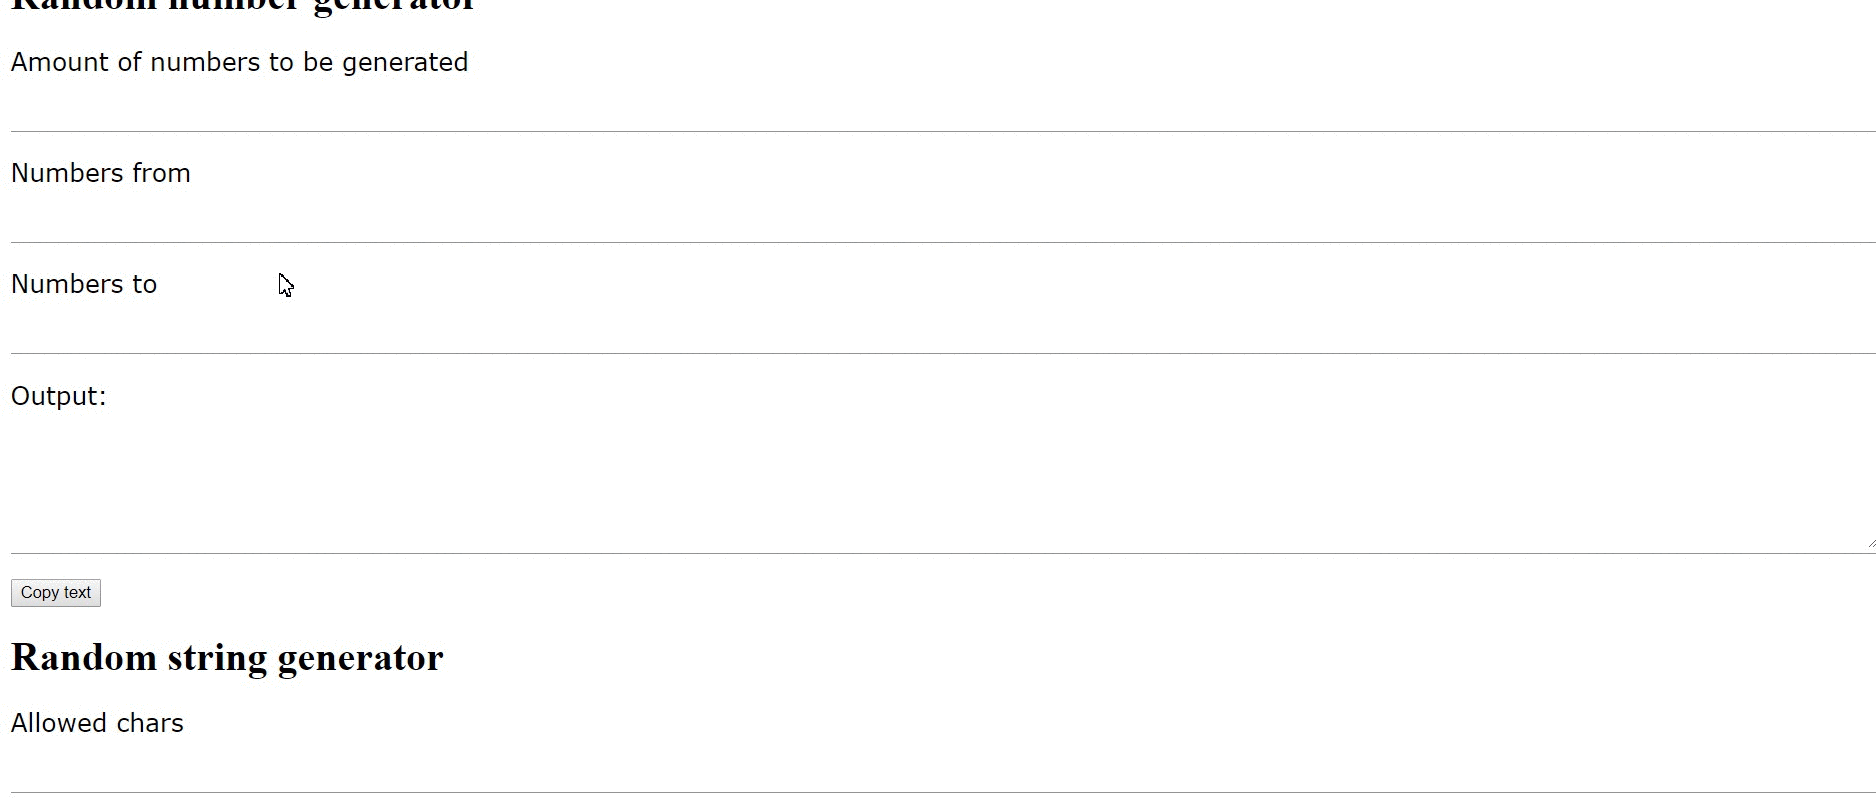 Random number generator
Amount of numbers to be generated
Numbers from
Numbers to
Output:
Copy text
Random string generator
Allowed chars